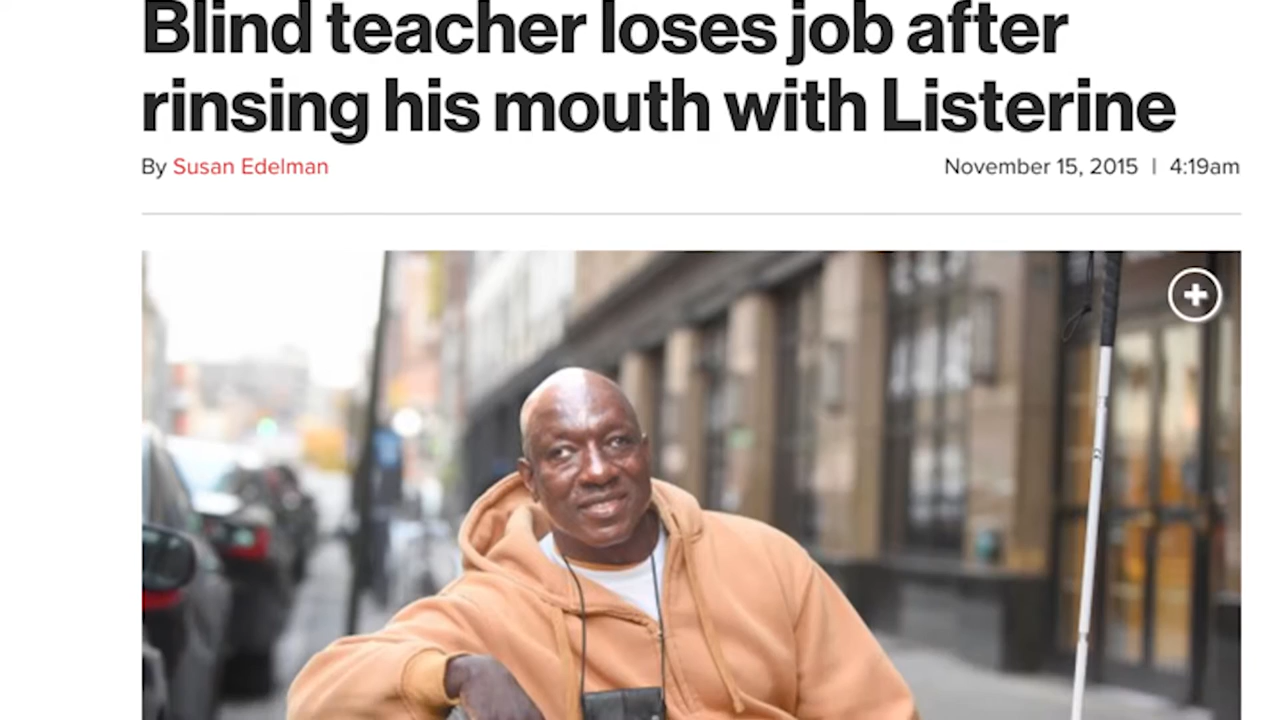 Blind teacher loses job after
rinsing his mouth with Listerine
By Susan Edelman
November 15, 2015 | 4:19am